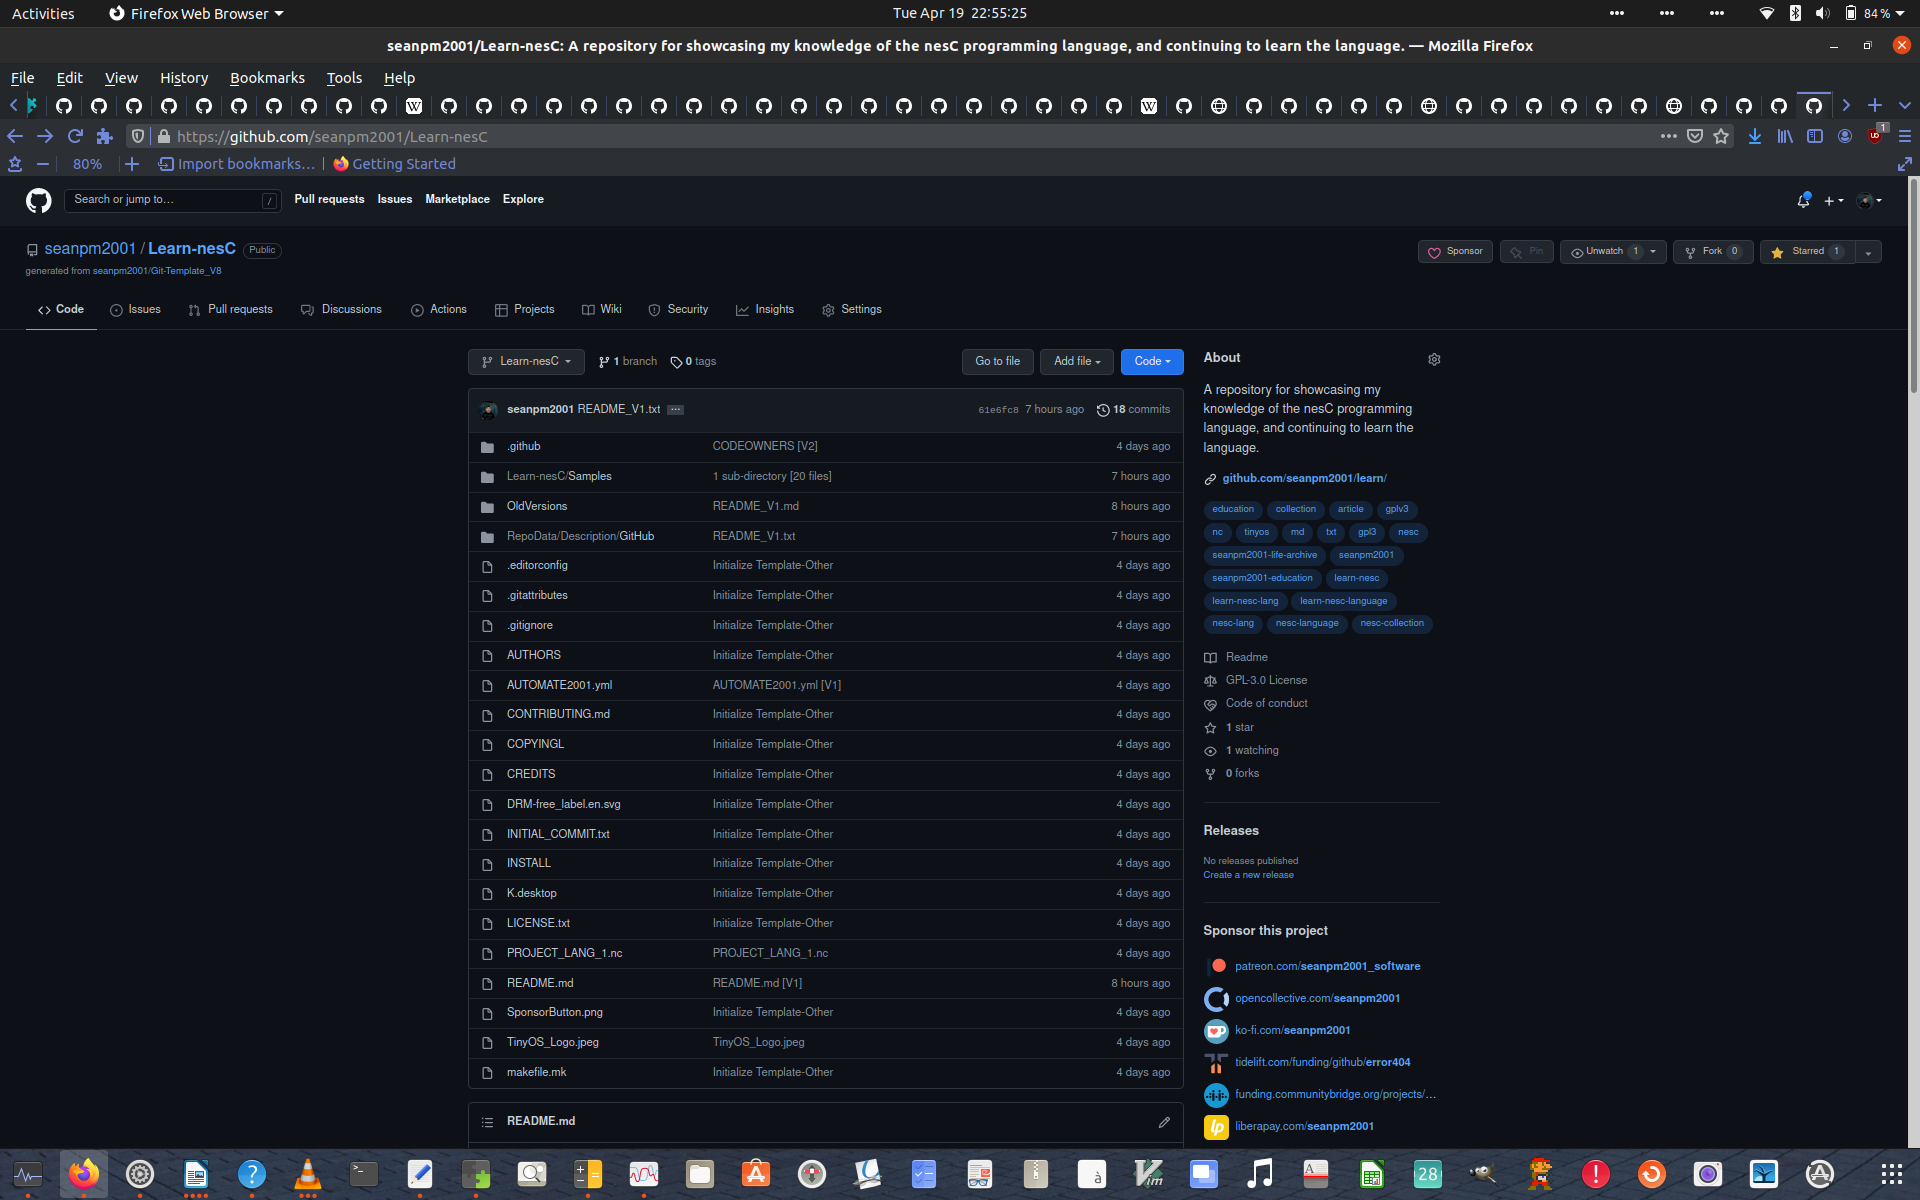 Activities
Firefox Web Browser
Tue Apr 19 22:55:25
84 %
seanpm2001/Learn-nesC: A repository for showcasing my knowledge of the nesC programming language, and continuing to learn the language. — Mozilla Firefox
File Edit View History Bookmarks Tools Help
https://github.com/seanpm2001/Learn-nesC
1
80%
Import bookmarks...
Getting Started
Search or jump to...
/
Pull requests Issues Marketplace Explore
seanpm2001 / Learn-nesC Public
generated from seanpm2001/Git-Template_V8
Sponsor
Pin
Unwatch 1
Fork 0
Starred 1
Code Issues Pull requests Discussions Actions Projects Wiki Security Insights Settings
Learn-nesC
1 branch 0 tags
Go to file Add file Code
seanpm2001 README_V1.txt ... 61e6fc8 7 hours ago 18 commits
.github CODEOWNERS [V2] 4 days ago
Learn-nesC/Samples 1 sub-directory [20 files] 7 hours ago
OldVersions README_V1.md 8 hours ago
RepoData/Description/GitHub README_V1.txt 7 hours ago
.editorconfig Initialize Template-Other 4 days ago
.gitattributes Initialize Template-Other 4 days ago
.gitignore Initialize Template-Other 4 days ago
AUTHORS Initialize Template-Other 4 days ago
AUTOMATE2001.yml AUTOMATE2001.yml [V1] 4 days ago
CONTRIBUTING.md Initialize Template-Other 4 days ago
COPYINGL Initialize Template-Other 4 days ago
CREDITS Initialize Template-Other 4 days ago
DRM-free_label.en.svg Initialize Template-Other 4 days ago
INITIAL_COMMIT.txt Initialize Template-Other 4 days ago
INSTALL Initialize Template-Other 4 days ago
K.desktop Initialize Template-Other 4 days ago
LICENSE.txt Initialize Template-Other 4 days ago
PROJECT_LANG_1.nc PROJECT_LANG_1.nc 4 days ago
README.md README.md [V1] 8 hours ago
SponsorButton.png Initialize Template-Other 4 days ago
TinyOS_Logo.jpeg TinyOS_Logo.jpeg 4 days ago
makefile.mk Initialize Template-Other 4 days ago
README.md
About
A repository for showcasing my
knowledge of the nesC programming
language, and continuing to learn the
language.
github.com/seanpm2001/learn/
education collection article gplv3
nc tinyos md txt gpl3 nesc
seanpm2001-life-archive seanpm2001
seanpm2001-education learn-nesc
learn-nesc-lang learn-nesc-language
nesc-lang nesc-language nesc-collection
Readme
GPL-3.0 License
Code of conduct
1 star
1 watching
0 forks
Releases
No releases published
Create a new release
Sponsor this project
patreon.com/seanpm2001_software
opencollective.com/seanpm2001
ko-fi.com/seanpm2001
tidelift.com/funding/github/error404
funding.communitybridge.org/projects/...
lp liberapay.com/seanpm2001
28